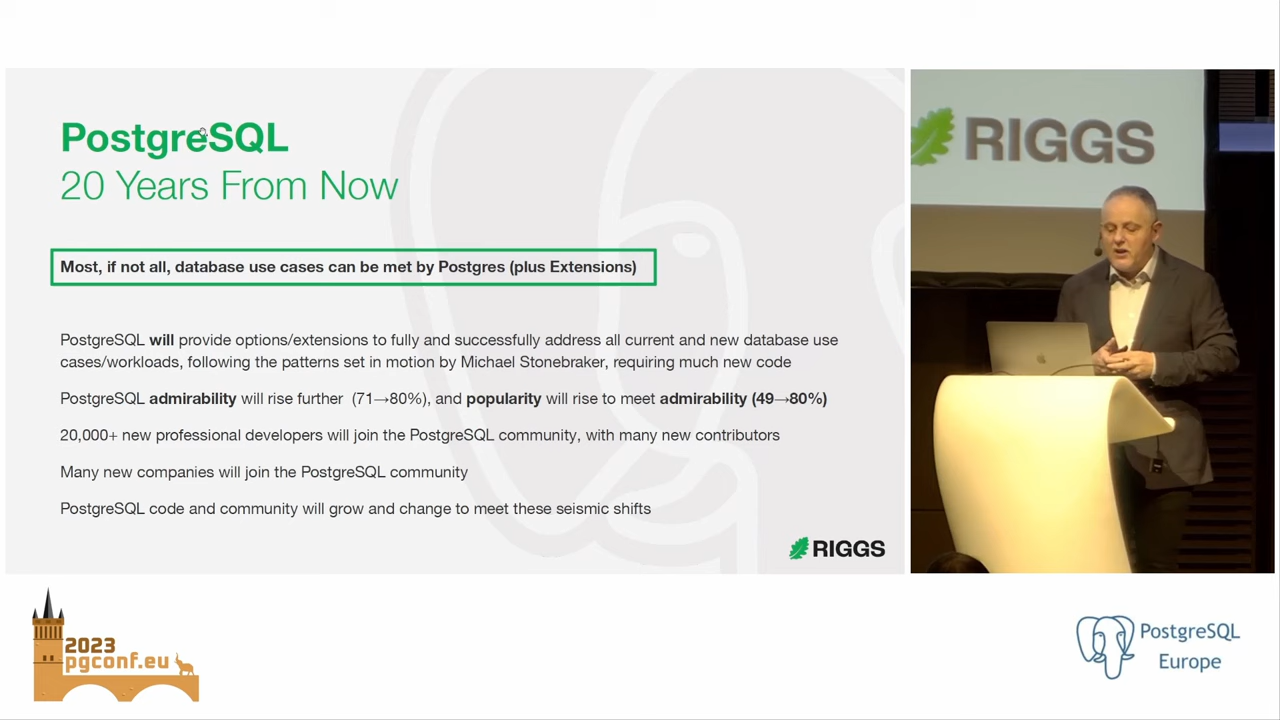 PostgreSQL
20 Years From Now
Most, if not all, database use cases can be met by Postgres (plus Extensions)
PostgreSQL will provide options/extensions to fully and successfully address all current and new database use
cases/workloads, following the patterns set in motion by Michael Stonebraker, requiring much new code
PostgreSQL admirability will rise further (71→80%), and popularity will rise to meet admirability (49→80%)
20,000+ new professional developers will join the PostgreSQL community, with many new contributors
Many new companies will join the PostgreSQL community
PostgreSQL code and community will grow and change to meet these seismic shifts
RIGGS
RIGGS
2023
pgconf.eu
PostgreSQL
Europe